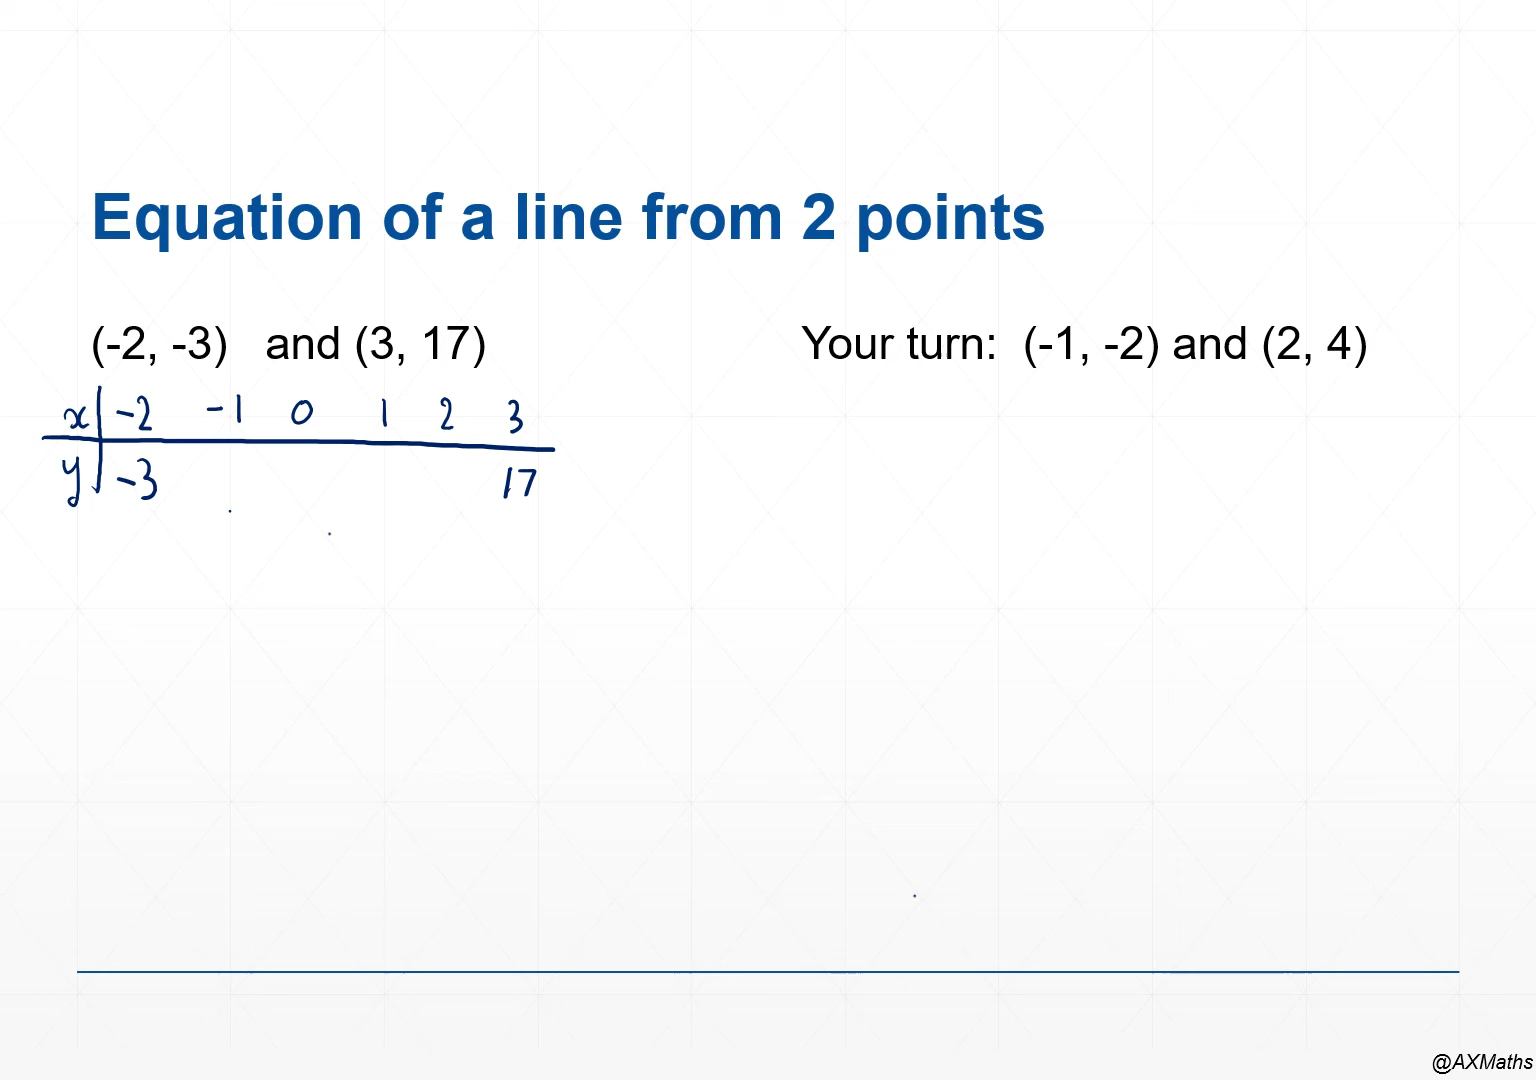 Equation of a line from 2 points
(-2, -3) and (3, 17)
x -2 -1 0 1 2 3
y -3 17
Your turn: (-1, -2) and (2, 4)
@AXMaths